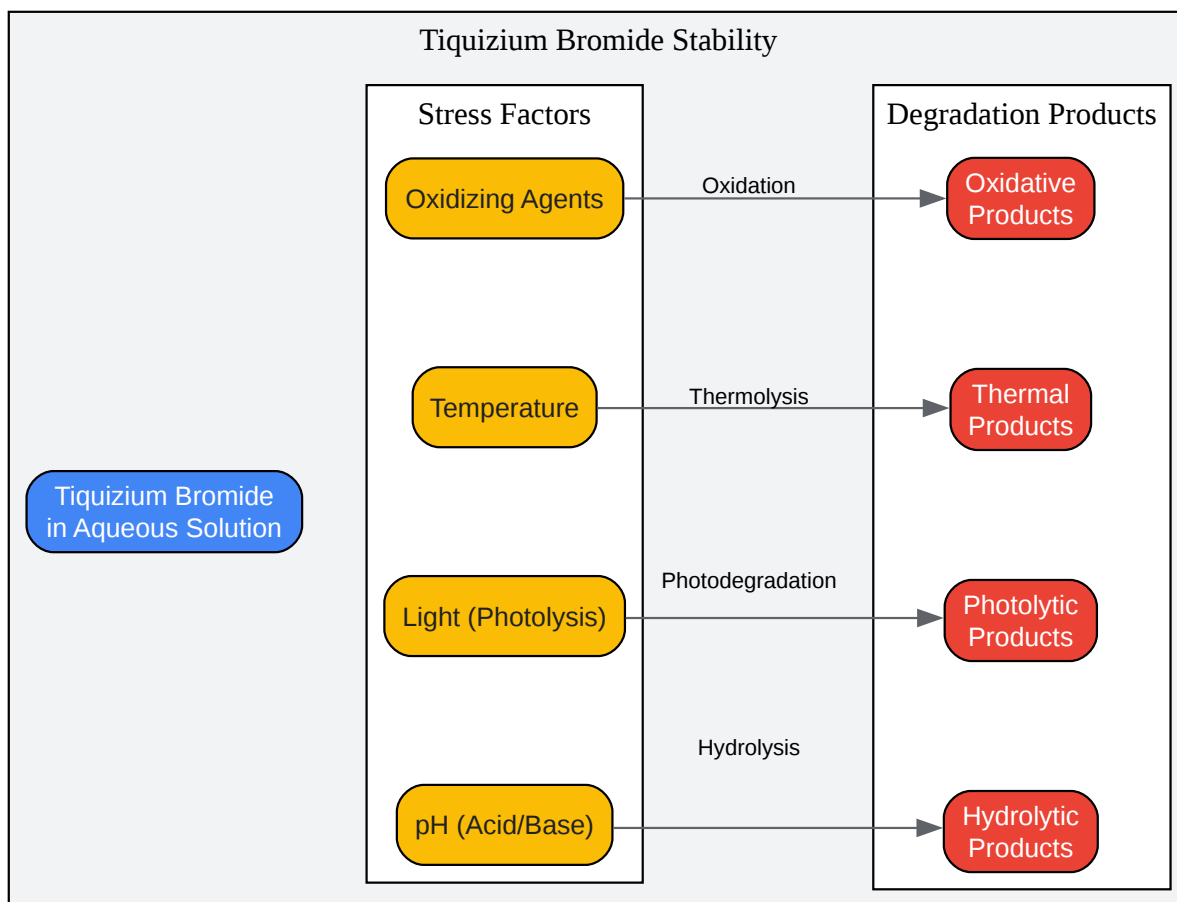 Tiquizium Bromide Stability
Stress Factors
Degradation Products
Oxidizing Agents
Oxidation
Oxidative
Products
Temperature
Thermolysis
Thermal
Products
Tiquizium Bromide
in Aqueous Solution
Light (Photolysis)
Photodegradation
Photolytic
Products
Hydrolysis
pH (Acid/Base)
Hydrolytic
Products